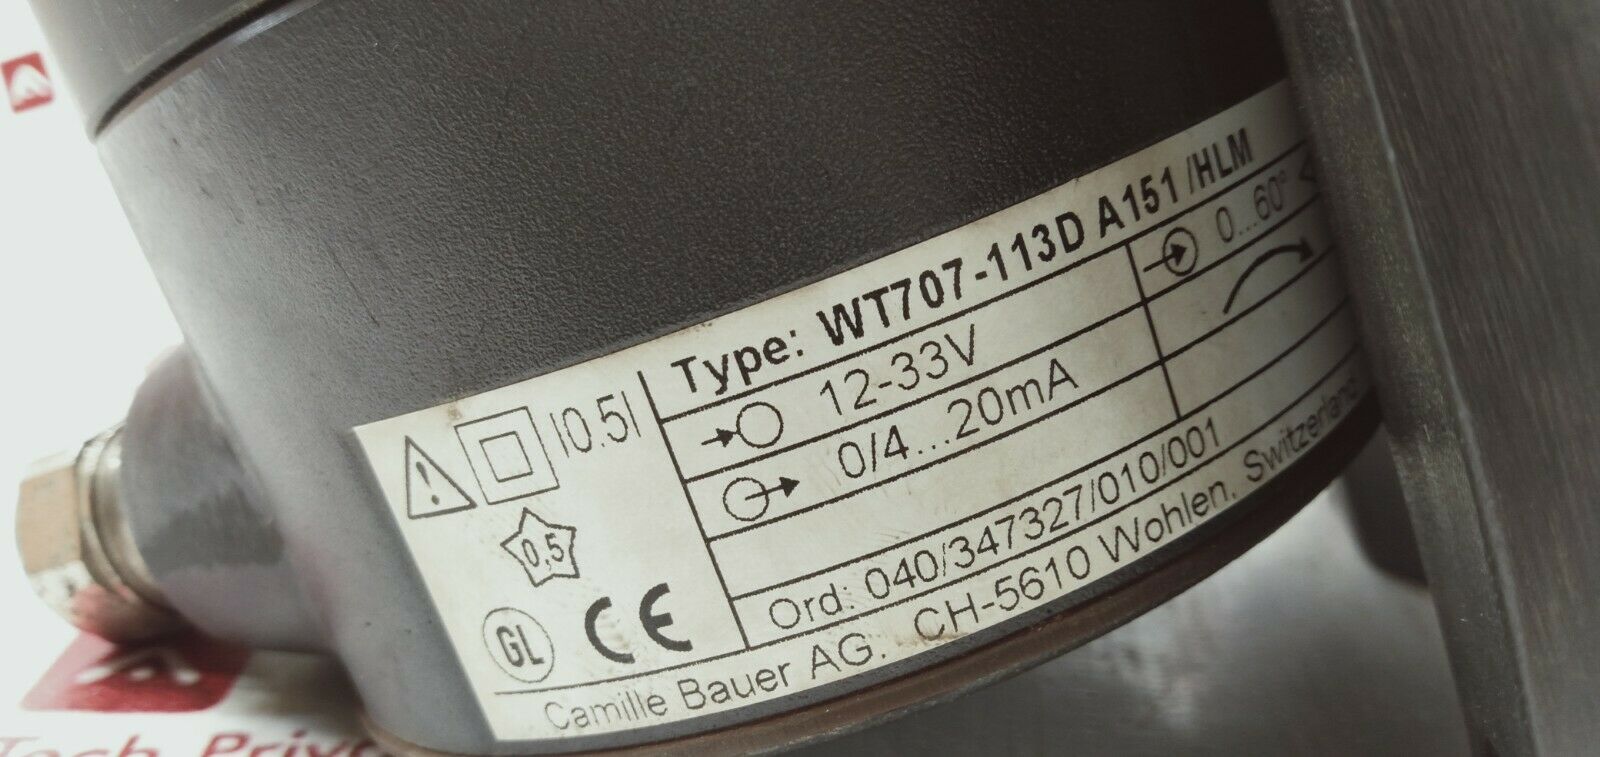 Type: WT707-113D A151 /HLM
12-33V
0...60°
0/4...20mA
|0.5|
0,5
GL CE
Ord: 040/347327/010/001
Camille Bauer AG. CH-5610 Wohlen, Switzerland
Tech